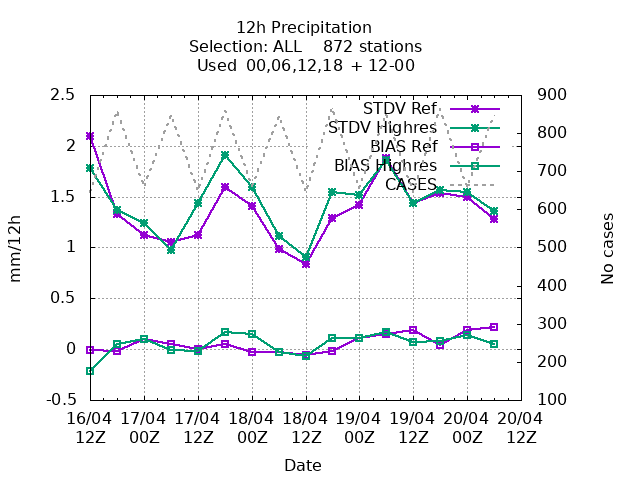 12h Precipitation
Selection: ALL    872 stations
Used  00,06,12,18  + 12-00
STDV Ref
STDV Highres
BIAS Ref
BIAS Highres
CASES
2.5
2
1.5
1
0.5
0
-0.5
900
800
700
600
500
400
300
200
100
mm/12h
No cases
16/04 17/04 17/04 18/04 18/04 19/04 19/04 20/04 20/04
12Z 00Z 12Z 00Z 12Z 00Z 12Z 00Z 12Z
Date